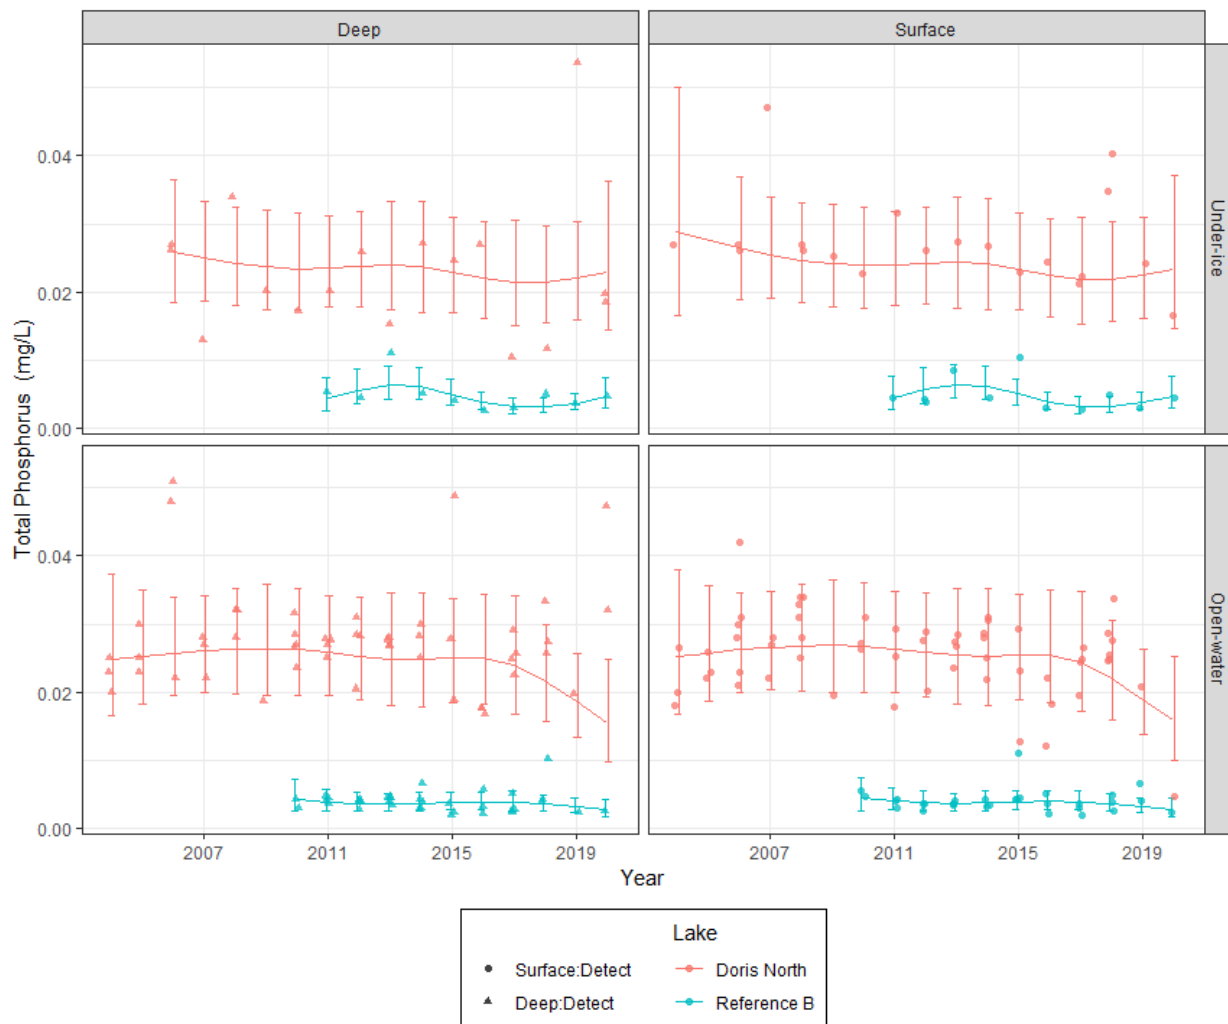 Deep
Surface
Total Phosphorus (mg/L)
0.04
0.02
0.00
Under-ice
0.04
0.02
0.00
Open-water
2007
2011
2015
2019
2007
2011
2015
2019
Year
Lake
Surface:Detect
Doris North
Deep:Detect
Reference B